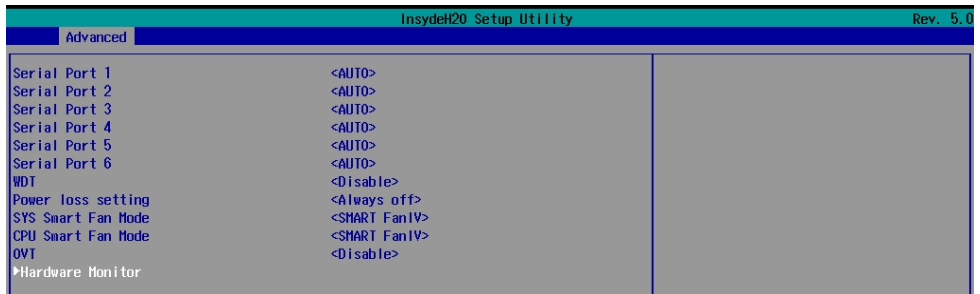 InsydeH20 Setup Utility Rev. 5.0
Advanced
Serial Port 1 <AUTO>
Serial Port 2 <AUTO>
Serial Port 3 <AUTO>
Serial Port 4 <AUTO>
Serial Port 5 <AUTO>
Serial Port 6 <AUTO>
WDT <Disable>
Power loss setting <Always off>
SYS Smart Fan Mode <SMART FanIV>
CPU Smart Fan Mode <SMART FanIV>
OVT <Disable>
▶Hardware Monitor